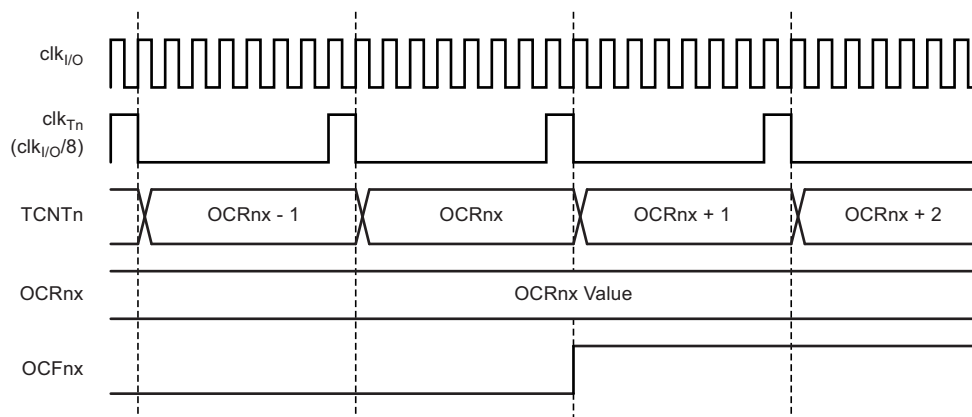 clkI/O
clkTn
(clkI/O/8)
TCNTn
OCRnx - 1
OCRnx
OCRnx + 1
OCRnx + 2
OCRnx
OCRnx Value
OCFnx